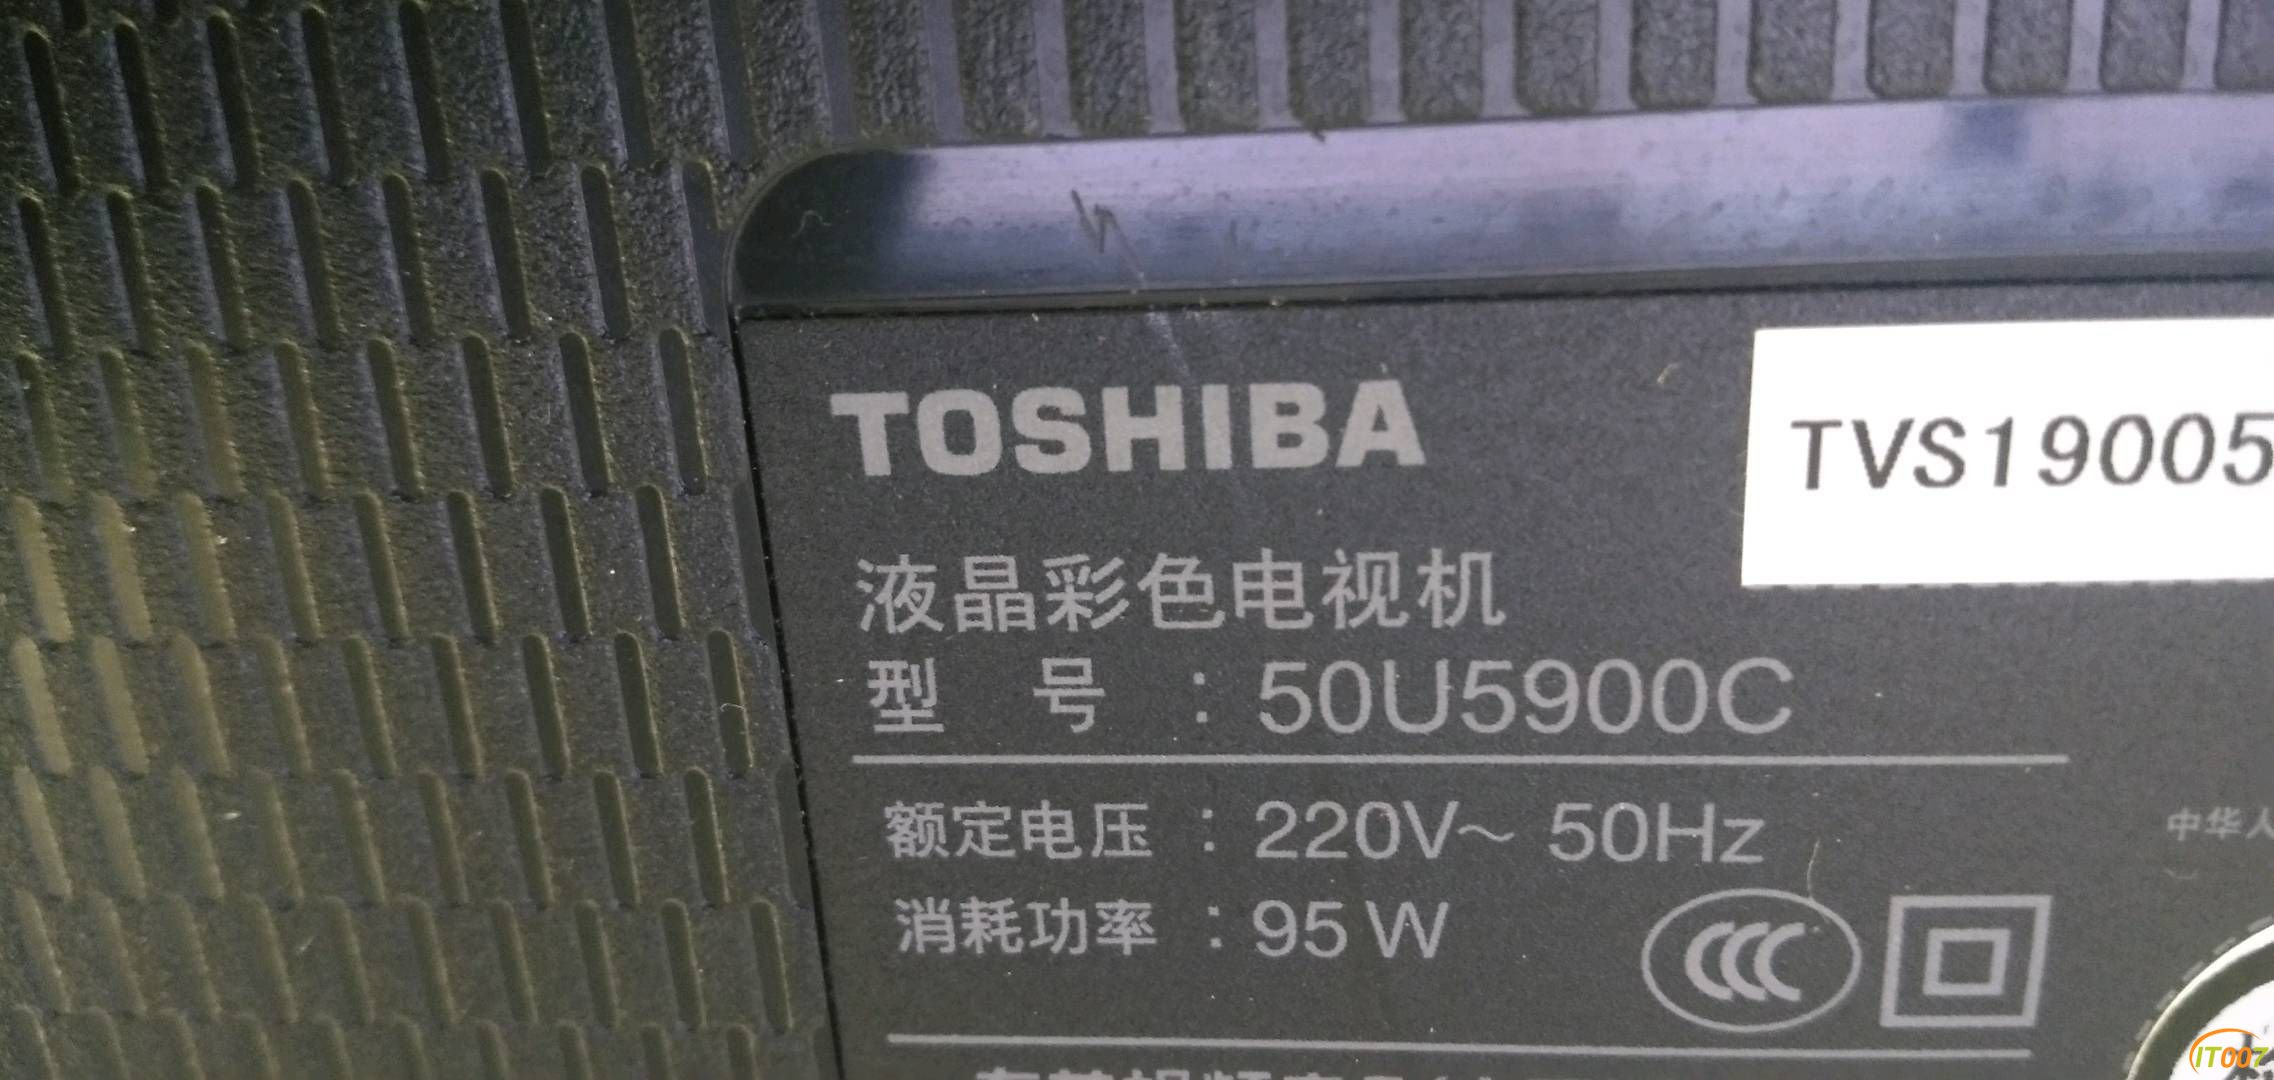 TOSHIBA
TVS19005
液晶彩色电视机
型 号 : 50U5900C
额定电压 : 220V~ 50Hz
中华人
消耗功率 : 95 W
CCC
IT007